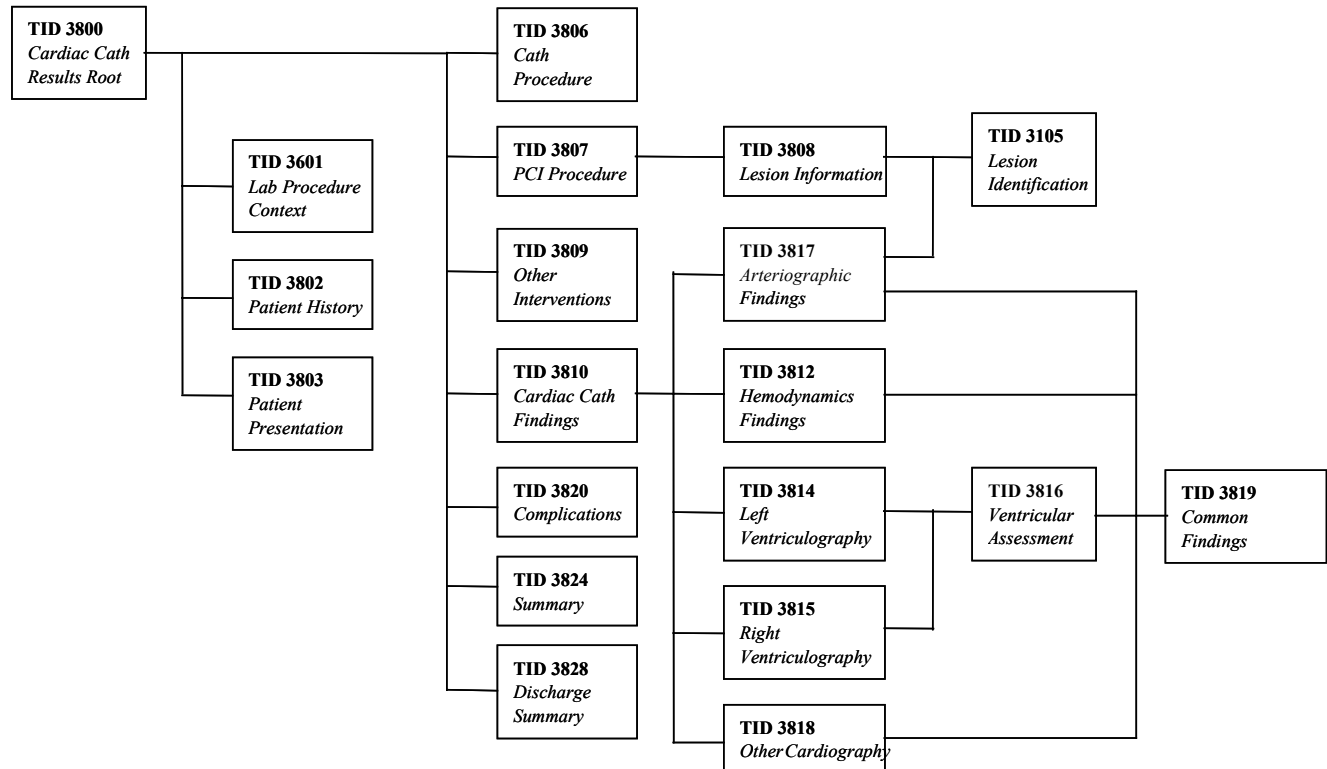 TID 3800
Cardiac Cath
Results Root
TID 3601
Lab Procedure
Context
TID 3802
Patient History
TID 3803
Patient
Presentation
TID 3806
Cath
Procedure
TID 3807
PCI Procedure
TID 3809
Other
Interventions
TID 3810
Cardiac Cath
Findings
TID 3820
Complications
TID 3824
Summary
TID 3828
Discharge
Summary
TID 3808
Lesion Information
TID 3817
Arteriographic
Findings
TID 3812
Hemodynamics
Findings
TID 3814
Left
Ventriculography
TID 3815
Right
Ventriculography
TID 3818
Other Cardiography
TID 3105
Lesion
Identification
TID 3816
Ventricular
Assessment
TID 3819
Common
Findings